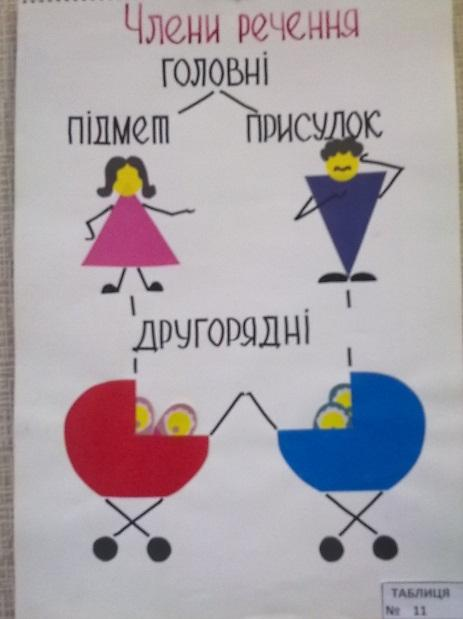 Члени речення
ГОЛОВНІ
ПІДМЕТ ПРИСУДОК
ДРУГОРЯДНІ
ТАБЛИЦЯ
№ 11